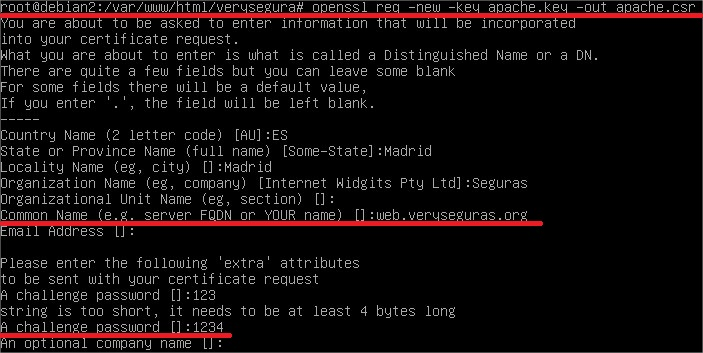 root@debian2:/var/www/html/verysegura# openssl req -new -key apache.key -out apache.csr
You are about to be asked to enter information that will be incorporated
into your certificate request.
What you are about to enter is what is called a Distinguished Name or a DN.
There are quite a few fields but you can leave some blank
For some fields there will be a default value,
If you enter '.', the field will be left blank.
-----
Country Name (2 letter code) [AU]:ES
State or Province Name (full name) [Some-State]:Madrid
Locality Name (eg, city) []:Madrid
Organization Name (eg, company) [Internet Widgits Pty Ltd]:Seguras
Organizational Unit Name (eg, section) []:
Common Name (e.g. server FQDN or YOUR name) []:web.veryseguras.org
Email Address []:
Please enter the following 'extra' attributes
to be sent with your certificate request
A challenge password []:123
string is too short, it needs to be at least 4 bytes long
A challenge password []:1234
An optional company name []: